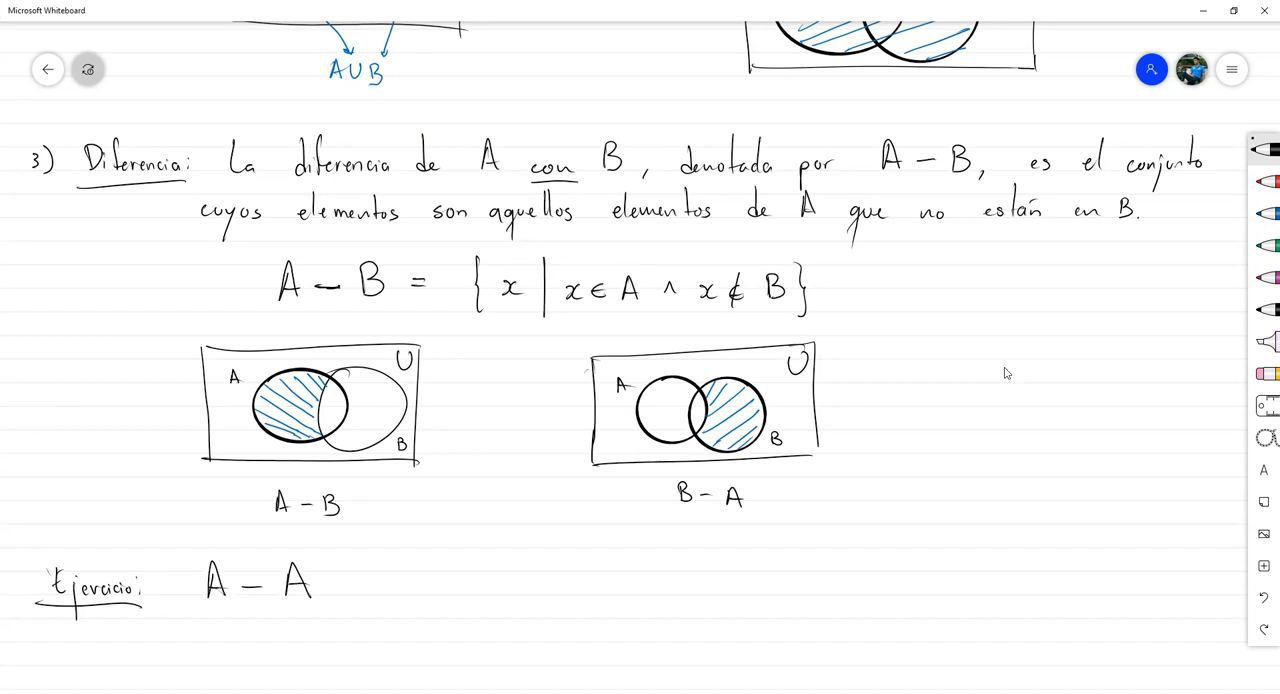 Microsoft Whiteboard
A ∪ B
3) Diferencia: La diferencia de A con B, denotada por A - B, es el conjunto
cuyos elementos son aquellos elementos de A que no están en B.
A - B = { x | x ∈ A ∧ x ∉ B }
A U B
A U B
A - B
B - A
Ejercicio: A - A
A